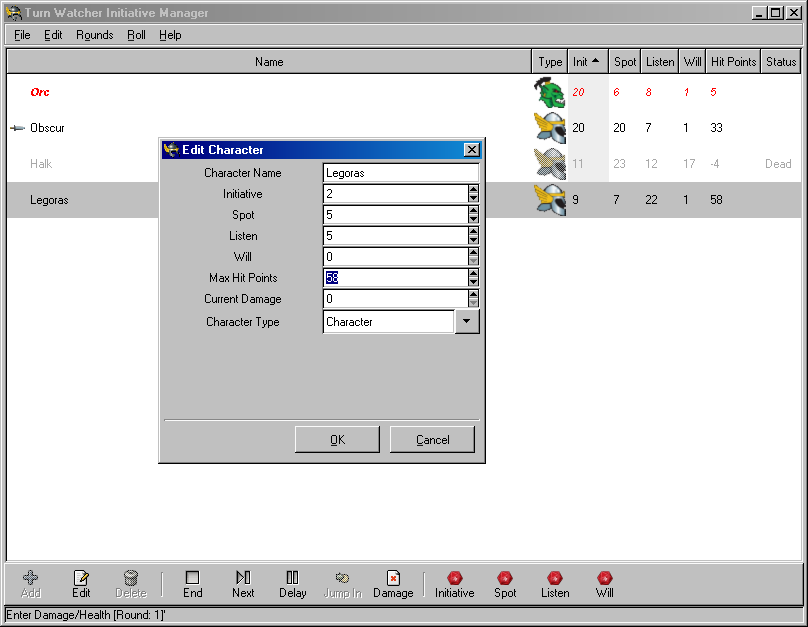 Turn Watcher Initiative Manager
File Edit Rounds Roll Help
Name Type Init Spot Listen Will Hit Points Status
Orc 20 6 8 1 5
Obscur 20 20 7 1 33
Halk 11 23 12 17 -4 Dead
Legoras 9 7 22 1 58
Edit Character
Character Name Legoras
Initiative 2
Spot 5
Listen 5
Will 0
Max Hit Points 58
Current Damage 0
Character Type Character
OK Cancel
Add Edit Delete End Next Delay Jump In Damage Initiative Spot Listen Will
Enter Damage/Health [Round: 1]'